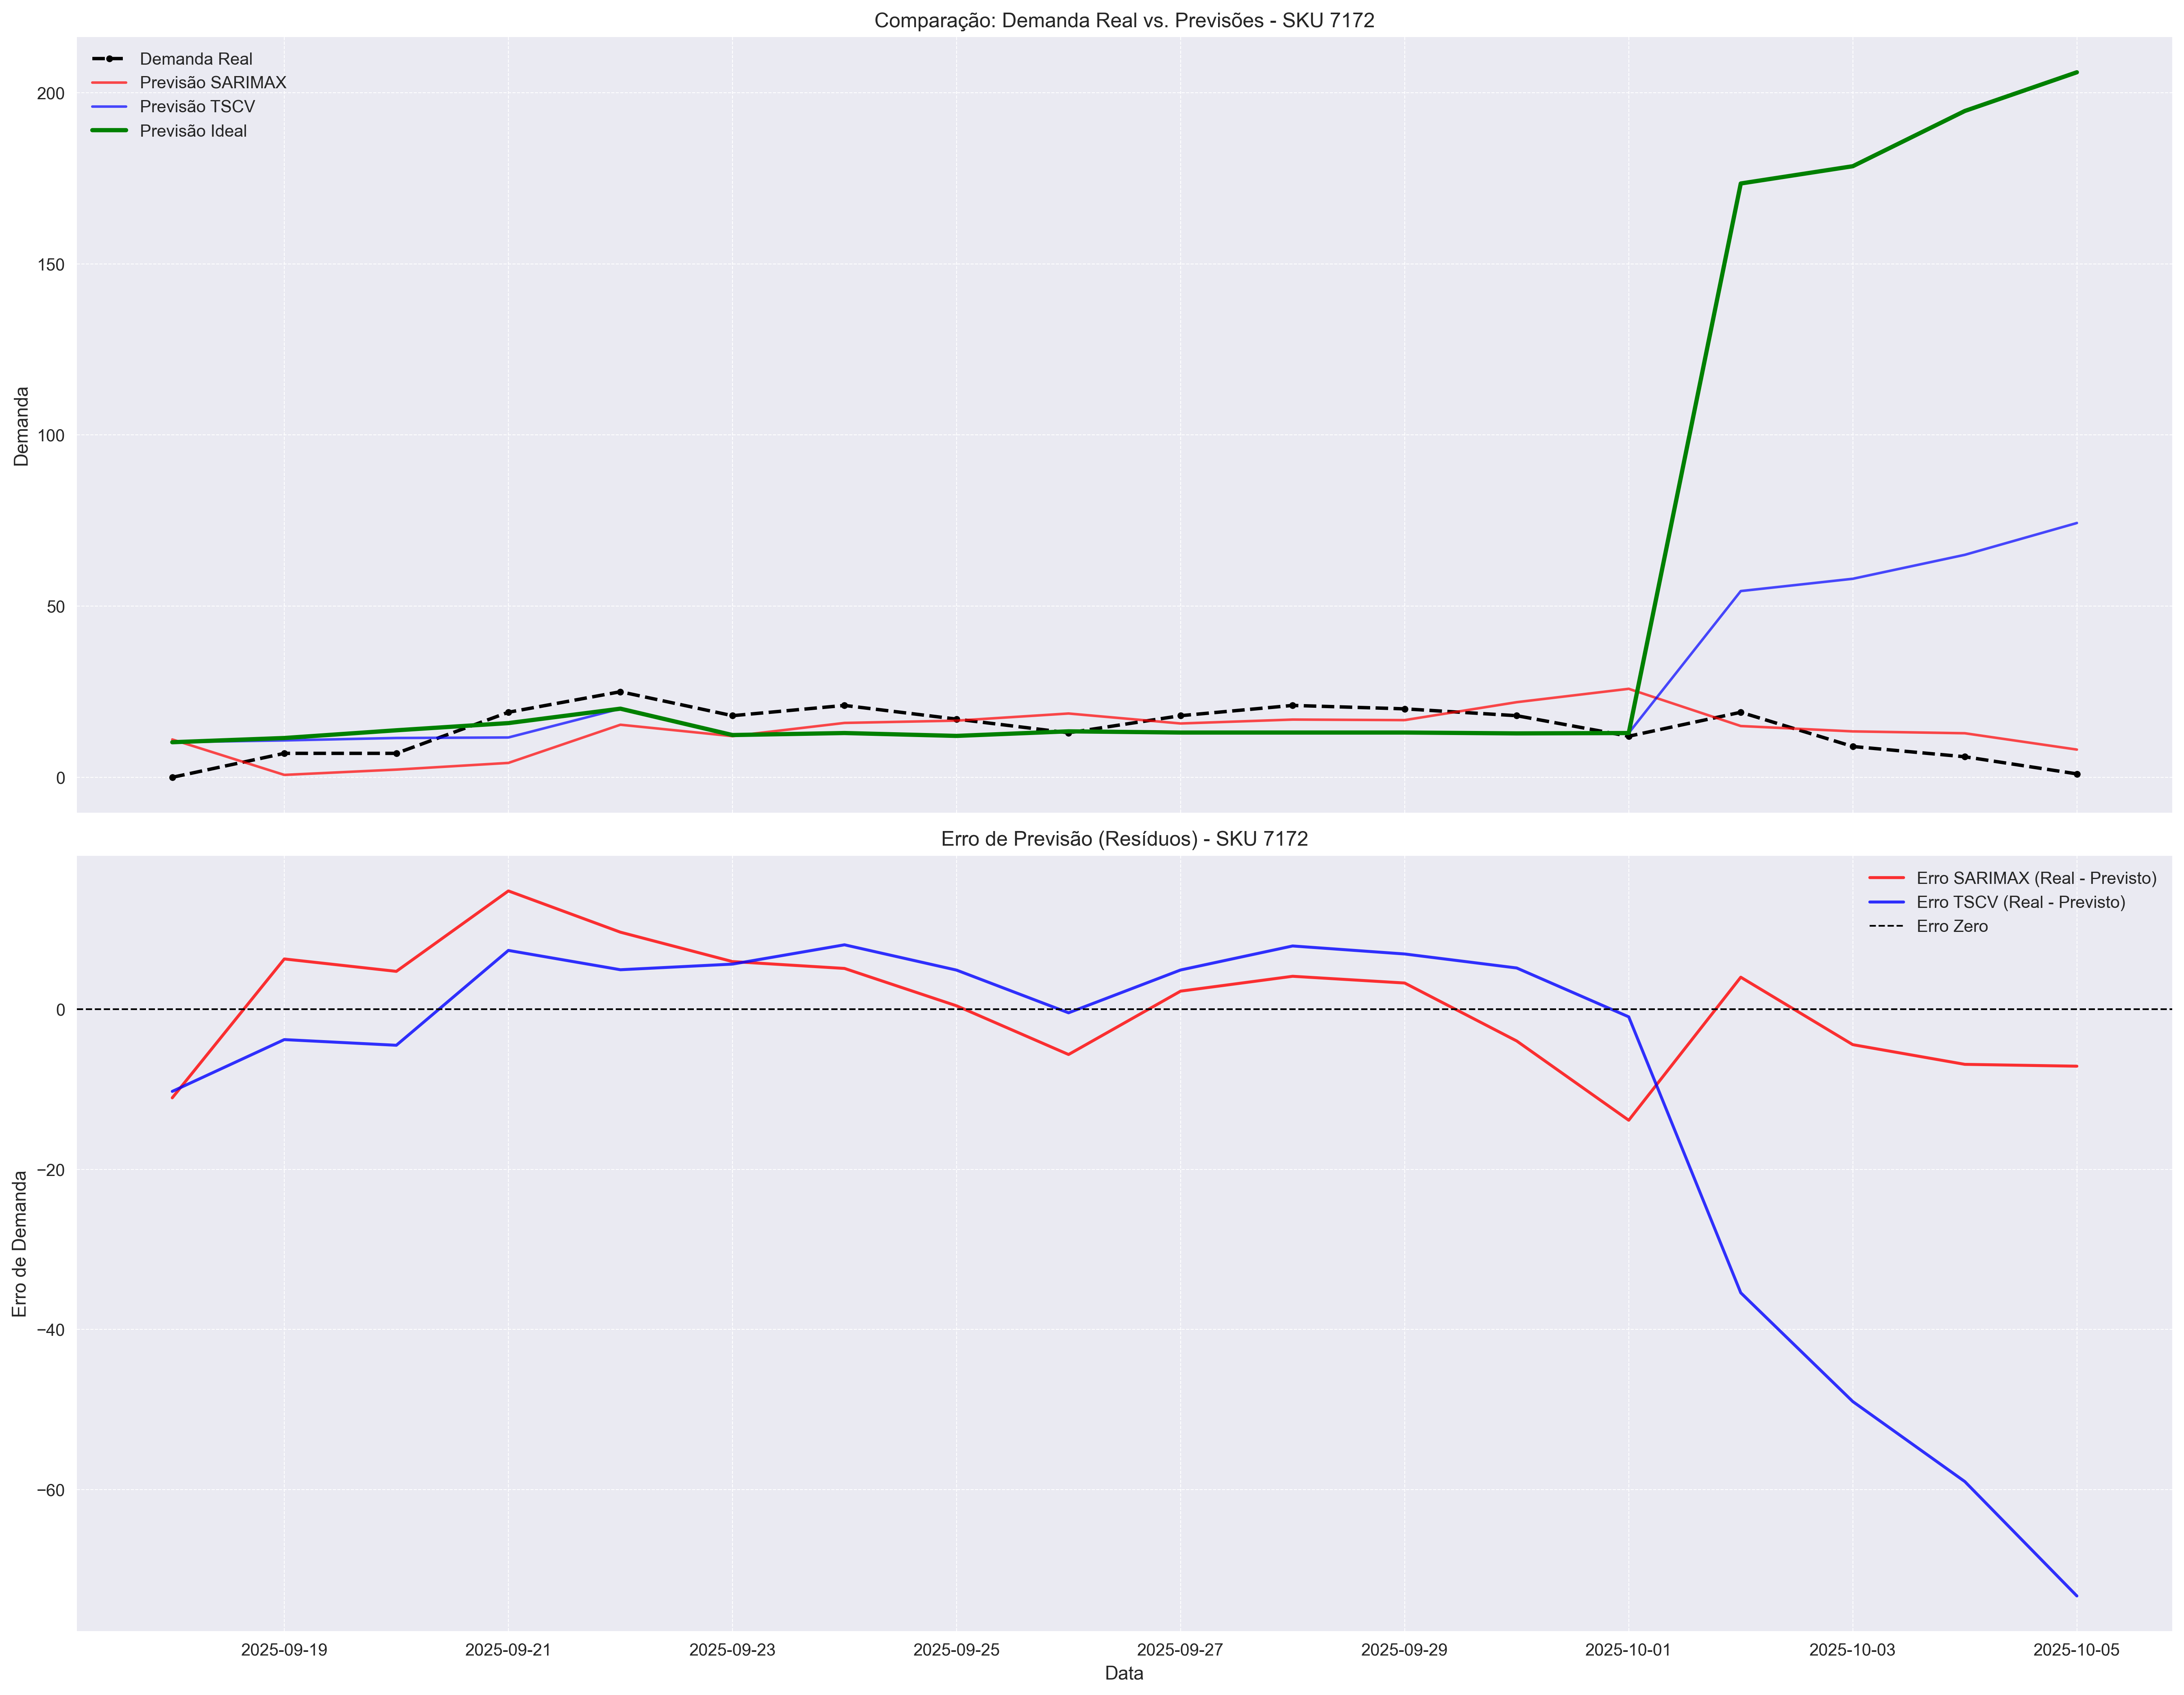 Comparação: Demanda Real vs. Previsões - SKU 7172
Demanda Real
Previsão SARIMAX
Previsão TSCV
Previsão Ideal
200
150
100
50
0
Demanda
Erro de Previsão (Resíduos) - SKU 7172
Erro SARIMAX (Real - Previsto)
Erro TSCV (Real - Previsto)
Erro Zero
0
−20
−40
−60
Erro de Demanda
2025-09-19
2025-09-21
2025-09-23
2025-09-25
2025-09-27
2025-09-29
2025-10-01
2025-10-03
2025-10-05
Data